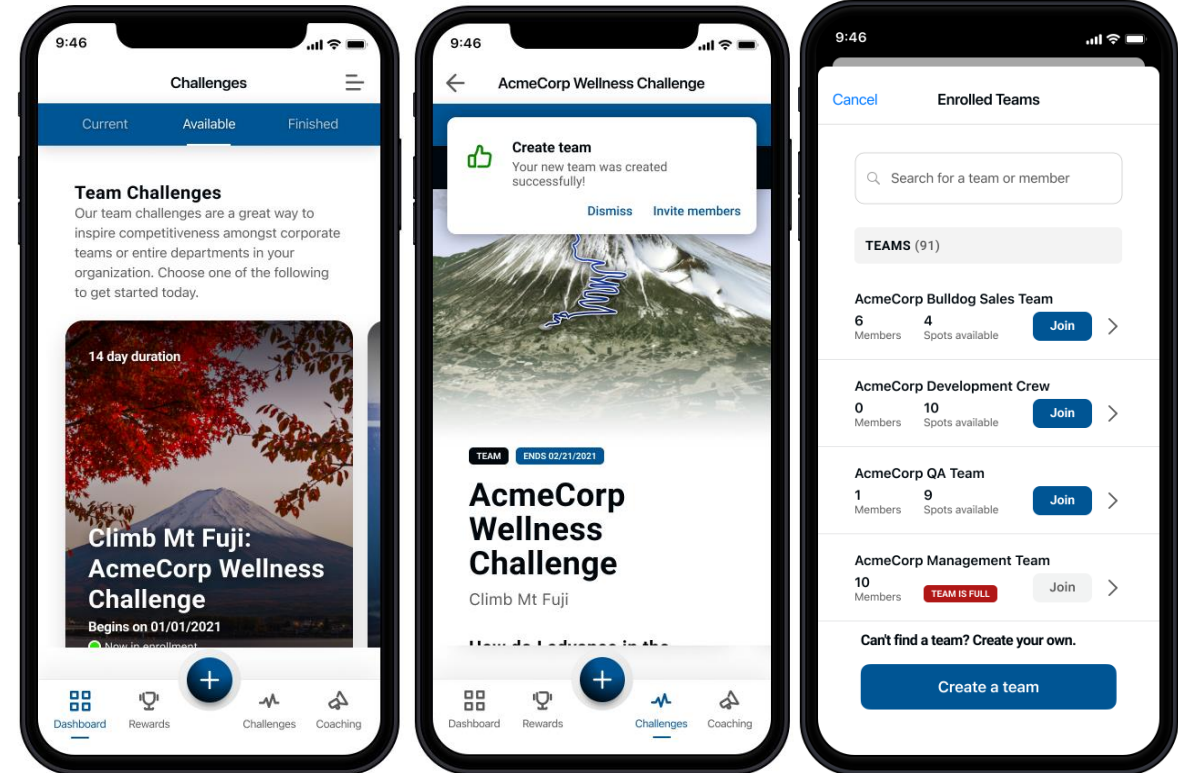 9:46
Challenges
Current Available Finished
Team Challenges
Our team challenges are a great way to
inspire competitiveness amongst corporate
teams or entire departments in your
organization. Choose one of the following
to get started today.
14 day duration
Climb Mt Fuji:
AcmeCorp Wellness
Challenge
Begins on 01/01/2021
Now in enrollment
Dashboard Rewards Challenges Coaching
9:46
AcmeCorp Wellness Challenge
Create team
Your new team was created
successfully!
Dismiss Invite members
TEAM ENDS 02/21/2021
AcmeCorp
Wellness
Challenge
Climb Mt Fuji
How do I advance in the
Dashboard Rewards Challenges Coaching
9:46
Cancel Enrolled Teams
Search for a team or member
TEAMS (91)
AcmeCorp Bulldog Sales Team
6 4
Members Spots available
Join
AcmeCorp Development Crew
0 10
Members Spots available
Join
AcmeCorp QA Team
1 9
Members Spots available
Join
AcmeCorp Management Team
10
Members TEAM IS FULL
Join
Can't find a team? Create your own.
Create a team